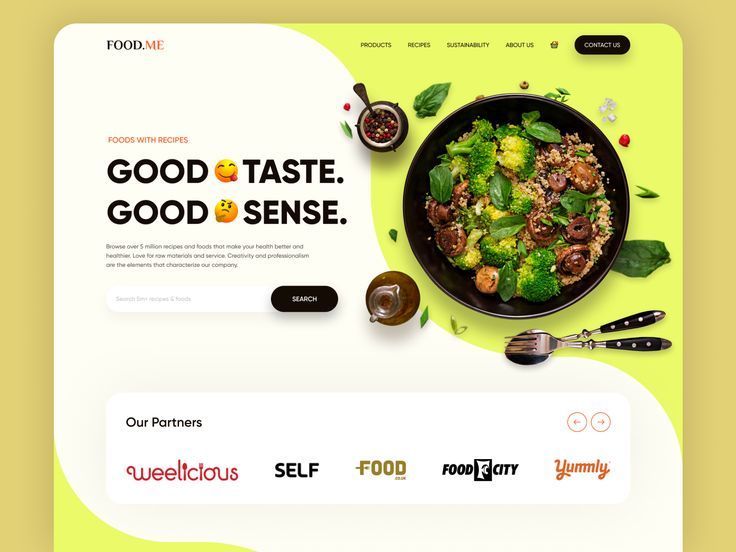 FOOD.ME
PRODUCTS RECIPES SUSTAINABILITY ABOUT US CONTACT US
FOODS WITH RECIPES
GOOD 😋 TASTE.
GOOD 🤔 SENSE.
Browse over 5 million recipes and foods that make your health better and
healthier. Love for raw materials and service. Creativity and professionalism
are the elements that characterize our company.
Search 5m+ recipes & foods
SEARCH
Our Partners
weelicious
SELF
FOOD
.CO.UK
FOOD CITY
Yummly